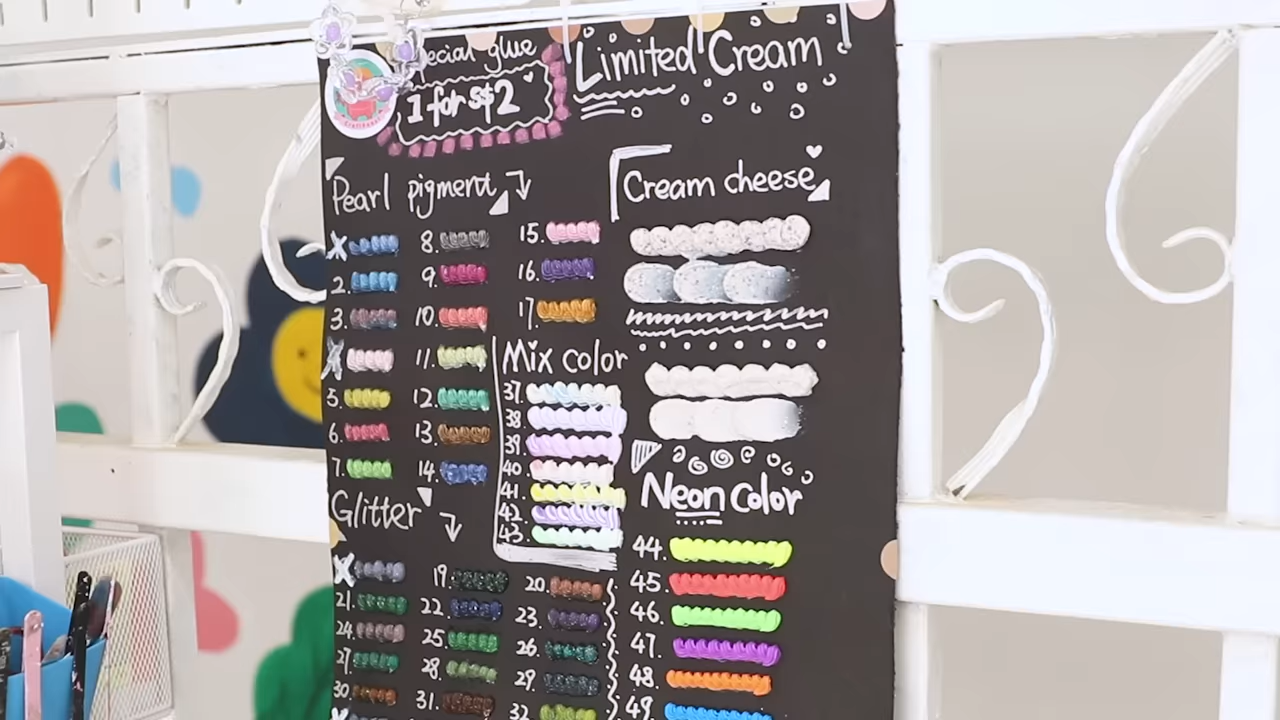 special glue
1 for S$2
Limited Cream
Pearl pigment
X 8. 15.
2. 9. 16.
3. 10. 17.
X 11.
5. 12.
6. 13.
7. 14.
Mix color
37.
38
39
40
41
42
43
Glitter
X 19. 20.
21. 22. 23.
24. 25. 26.
27. 28. 29.
30 31. 32
Cream cheese
Neon Color
44.
45.
46.
47.
48.
49.